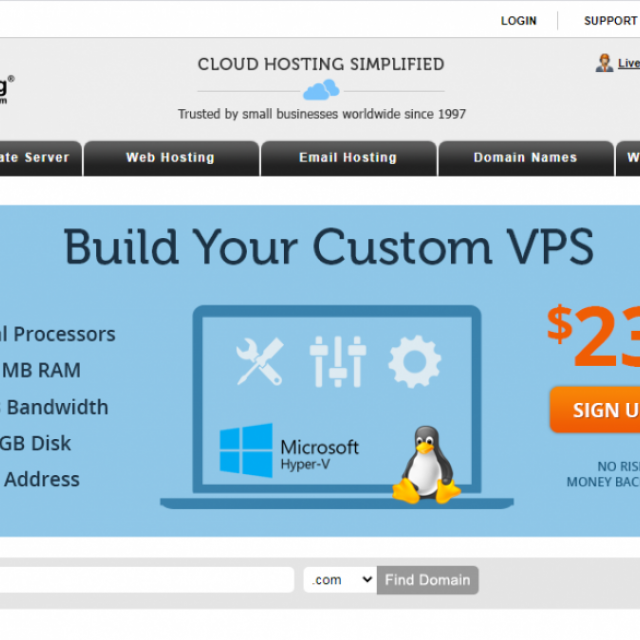 LOGIN SUPPORT
CLOUD HOSTING SIMPLIFIED
Live
Trusted by small businesses worldwide since 1997
g®
m
ate Server Web Hosting Email Hosting Domain Names W
Build Your Custom VPS
l Processors
MB RAM
Bandwidth
GB Disk
Address
Microsoft
Hyper-V
$23
SIGN U
NO RIS
MONEY BAC
.com Find Domain